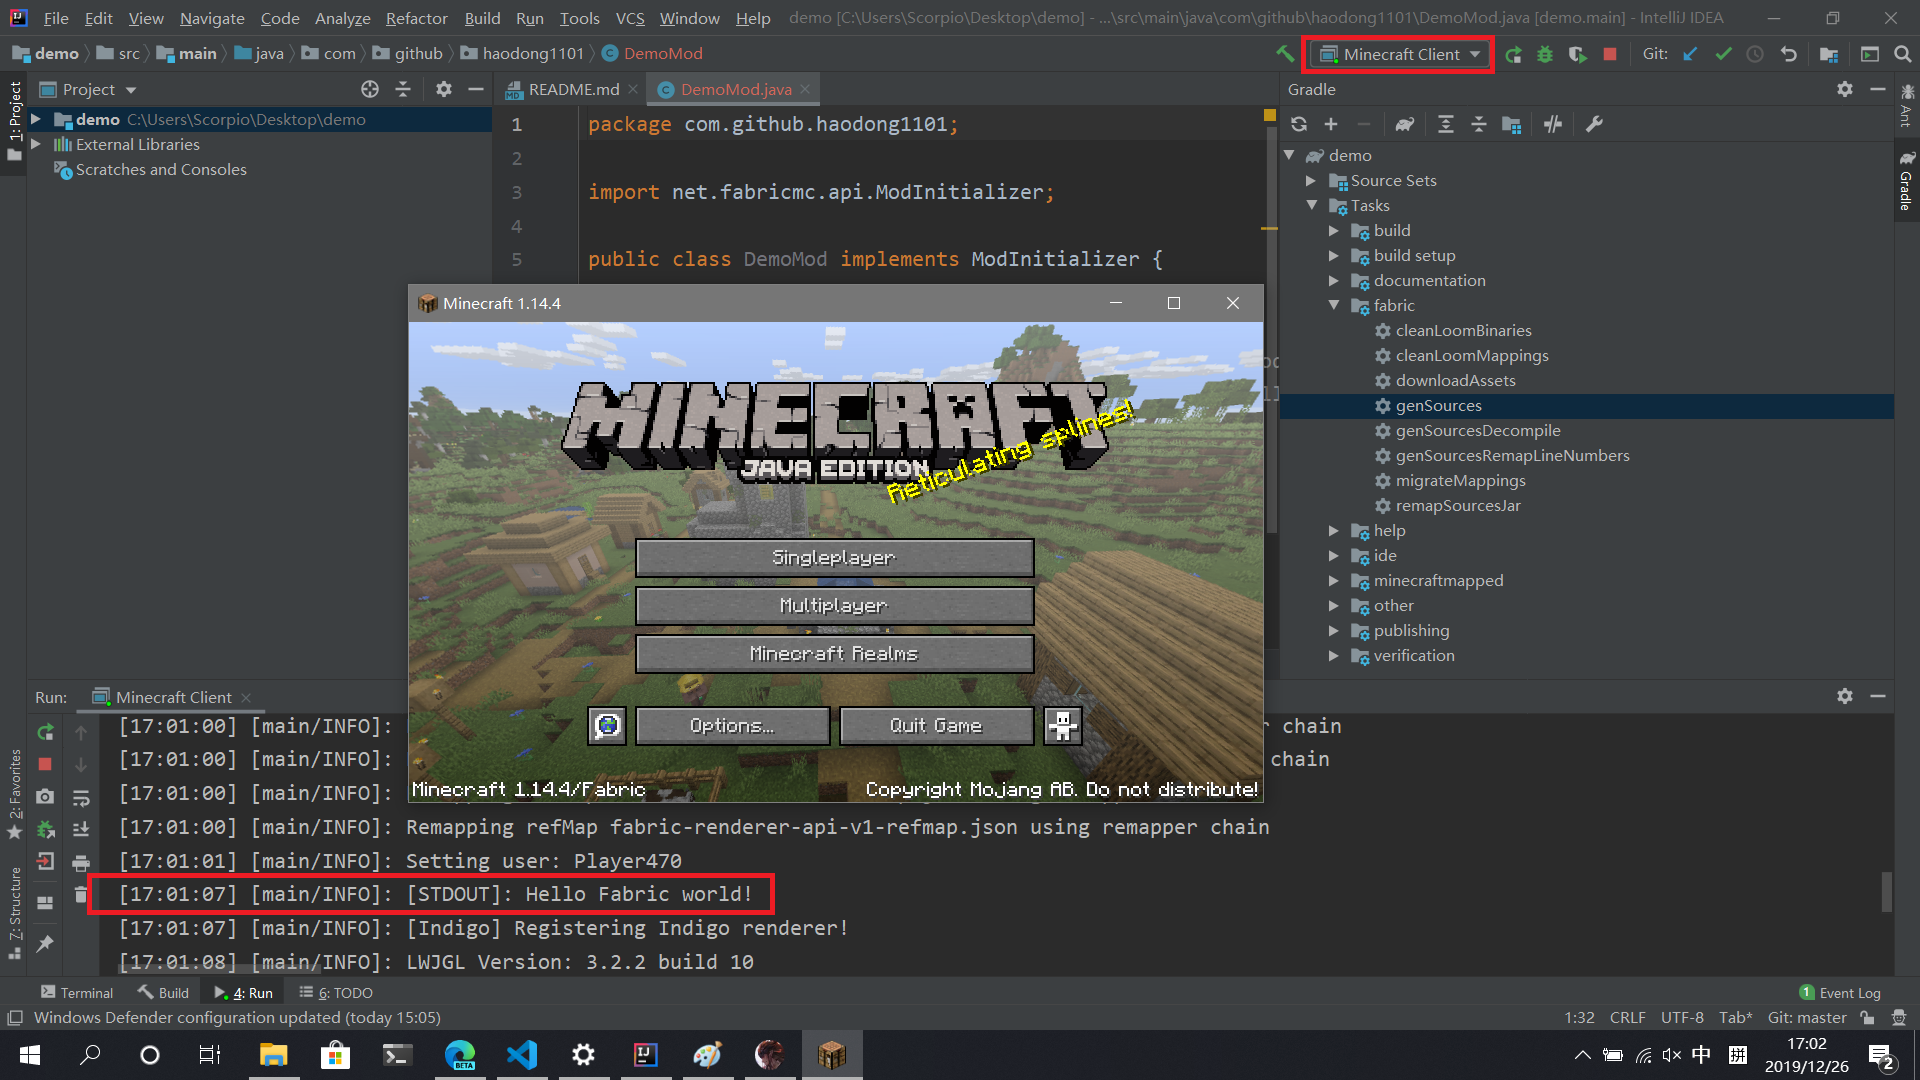 File Edit View Navigate Code Analyze Refactor Build Run Tools VCS Window Help demo [C:\Users\Scorpio\Desktop\demo] - ...\src\main\java\com\github\haodong1101\DemoMod.java [demo.main] - IntelliJ IDEA
demo src main java com github haodong1101 DemoMod Minecraft Client Git:
1: Project
Project
README.md DemoMod.java
Gradle
Ant
Gradle
demo C:\Users\Scorpio\Desktop\demo
External Libraries
Scratches and Consoles
1 package com.github.haodong1101;
2
3 import net.fabricmc.api.ModInitializer;
4
5 public class DemoMod implements ModInitializer {
demo
Source Sets
Tasks
build
build setup
documentation
fabric
cleanLoomBinaries
cleanLoomMappings
downloadAssets
genSources
genSourcesDecompile
genSourcesRemapLineNumbers
migrateMappings
remapSourcesJar
help
ide
minecraftmapped
other
publishing
verification
Minecraft 1.14.4
MINECRAFT
JAVA EDITION
Reticulating splines!
Singleplayer
Multiplayer
Minecraft Realms
Options...
Quit Game
Minecraft 1.14.4/Fabric
Copyright Mojang AB. Do not distribute!
Run: Minecraft Client
[17:01:00] [main/INFO]: r chain
[17:01:00] [main/INFO]: chain
[17:01:00] [main/INFO]:
[17:01:00] [main/INFO]: Remapping refMap fabric-renderer-api-v1-refmap.json using remapper chain
[17:01:01] [main/INFO]: Setting user: Player470
[17:01:07] [main/INFO]: [STDOUT]: Hello Fabric world!
[17:01:07] [main/INFO]: [Indigo] Registering Indigo renderer!
[17:01:08] [main/INFO]: LWJGL Version: 3.2.2 build 10
2: Favorites
7: Structure
Terminal Build 4: Run 6: TODO
1 Event Log
Windows Defender configuration updated (today 15:05)
1:32 CRLF UTF-8 Tab* Git: master
BETA
中 拼
17:02
2019/12/26
2